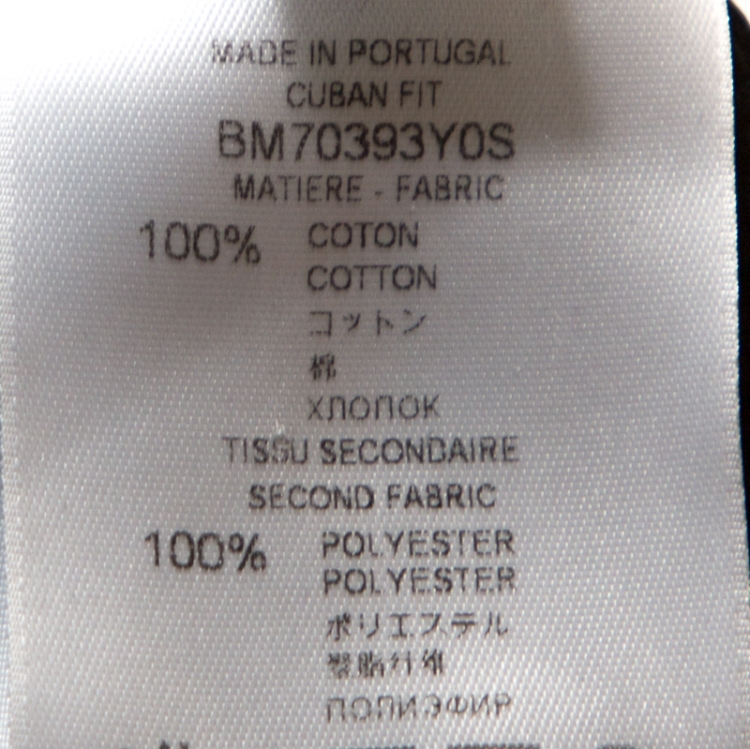 MADE IN PORTUGAL
CUBAN FIT
BM70393Y0S
MATIERE - FABRIC
100% COTON
COTTON
コットン
棉
ХЛОПОК
TISSU SECONDAIRE
SECOND FABRIC
100% POLYESTER
POLYESTER
ポリエステル
聚脂纤维
ПОЛИЭФИР